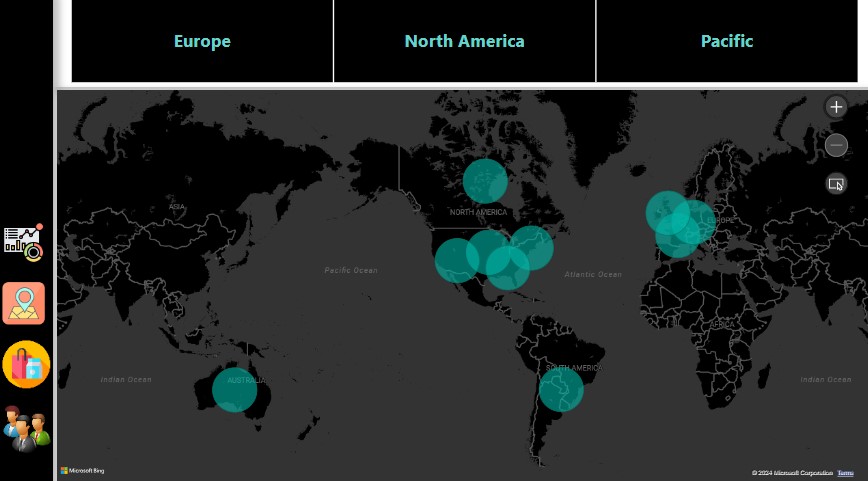 Europe
North America
Pacific
ASIA
NORTH AMERICA
EUROPE
Pacific Ocean
Atlantic Ocean
AFRICA
Indian Ocean
AUSTRALIA
SOUTH AMERICA
Indian Ocean
Microsoft Bing
© 2024 Microsoft Corporation Terms